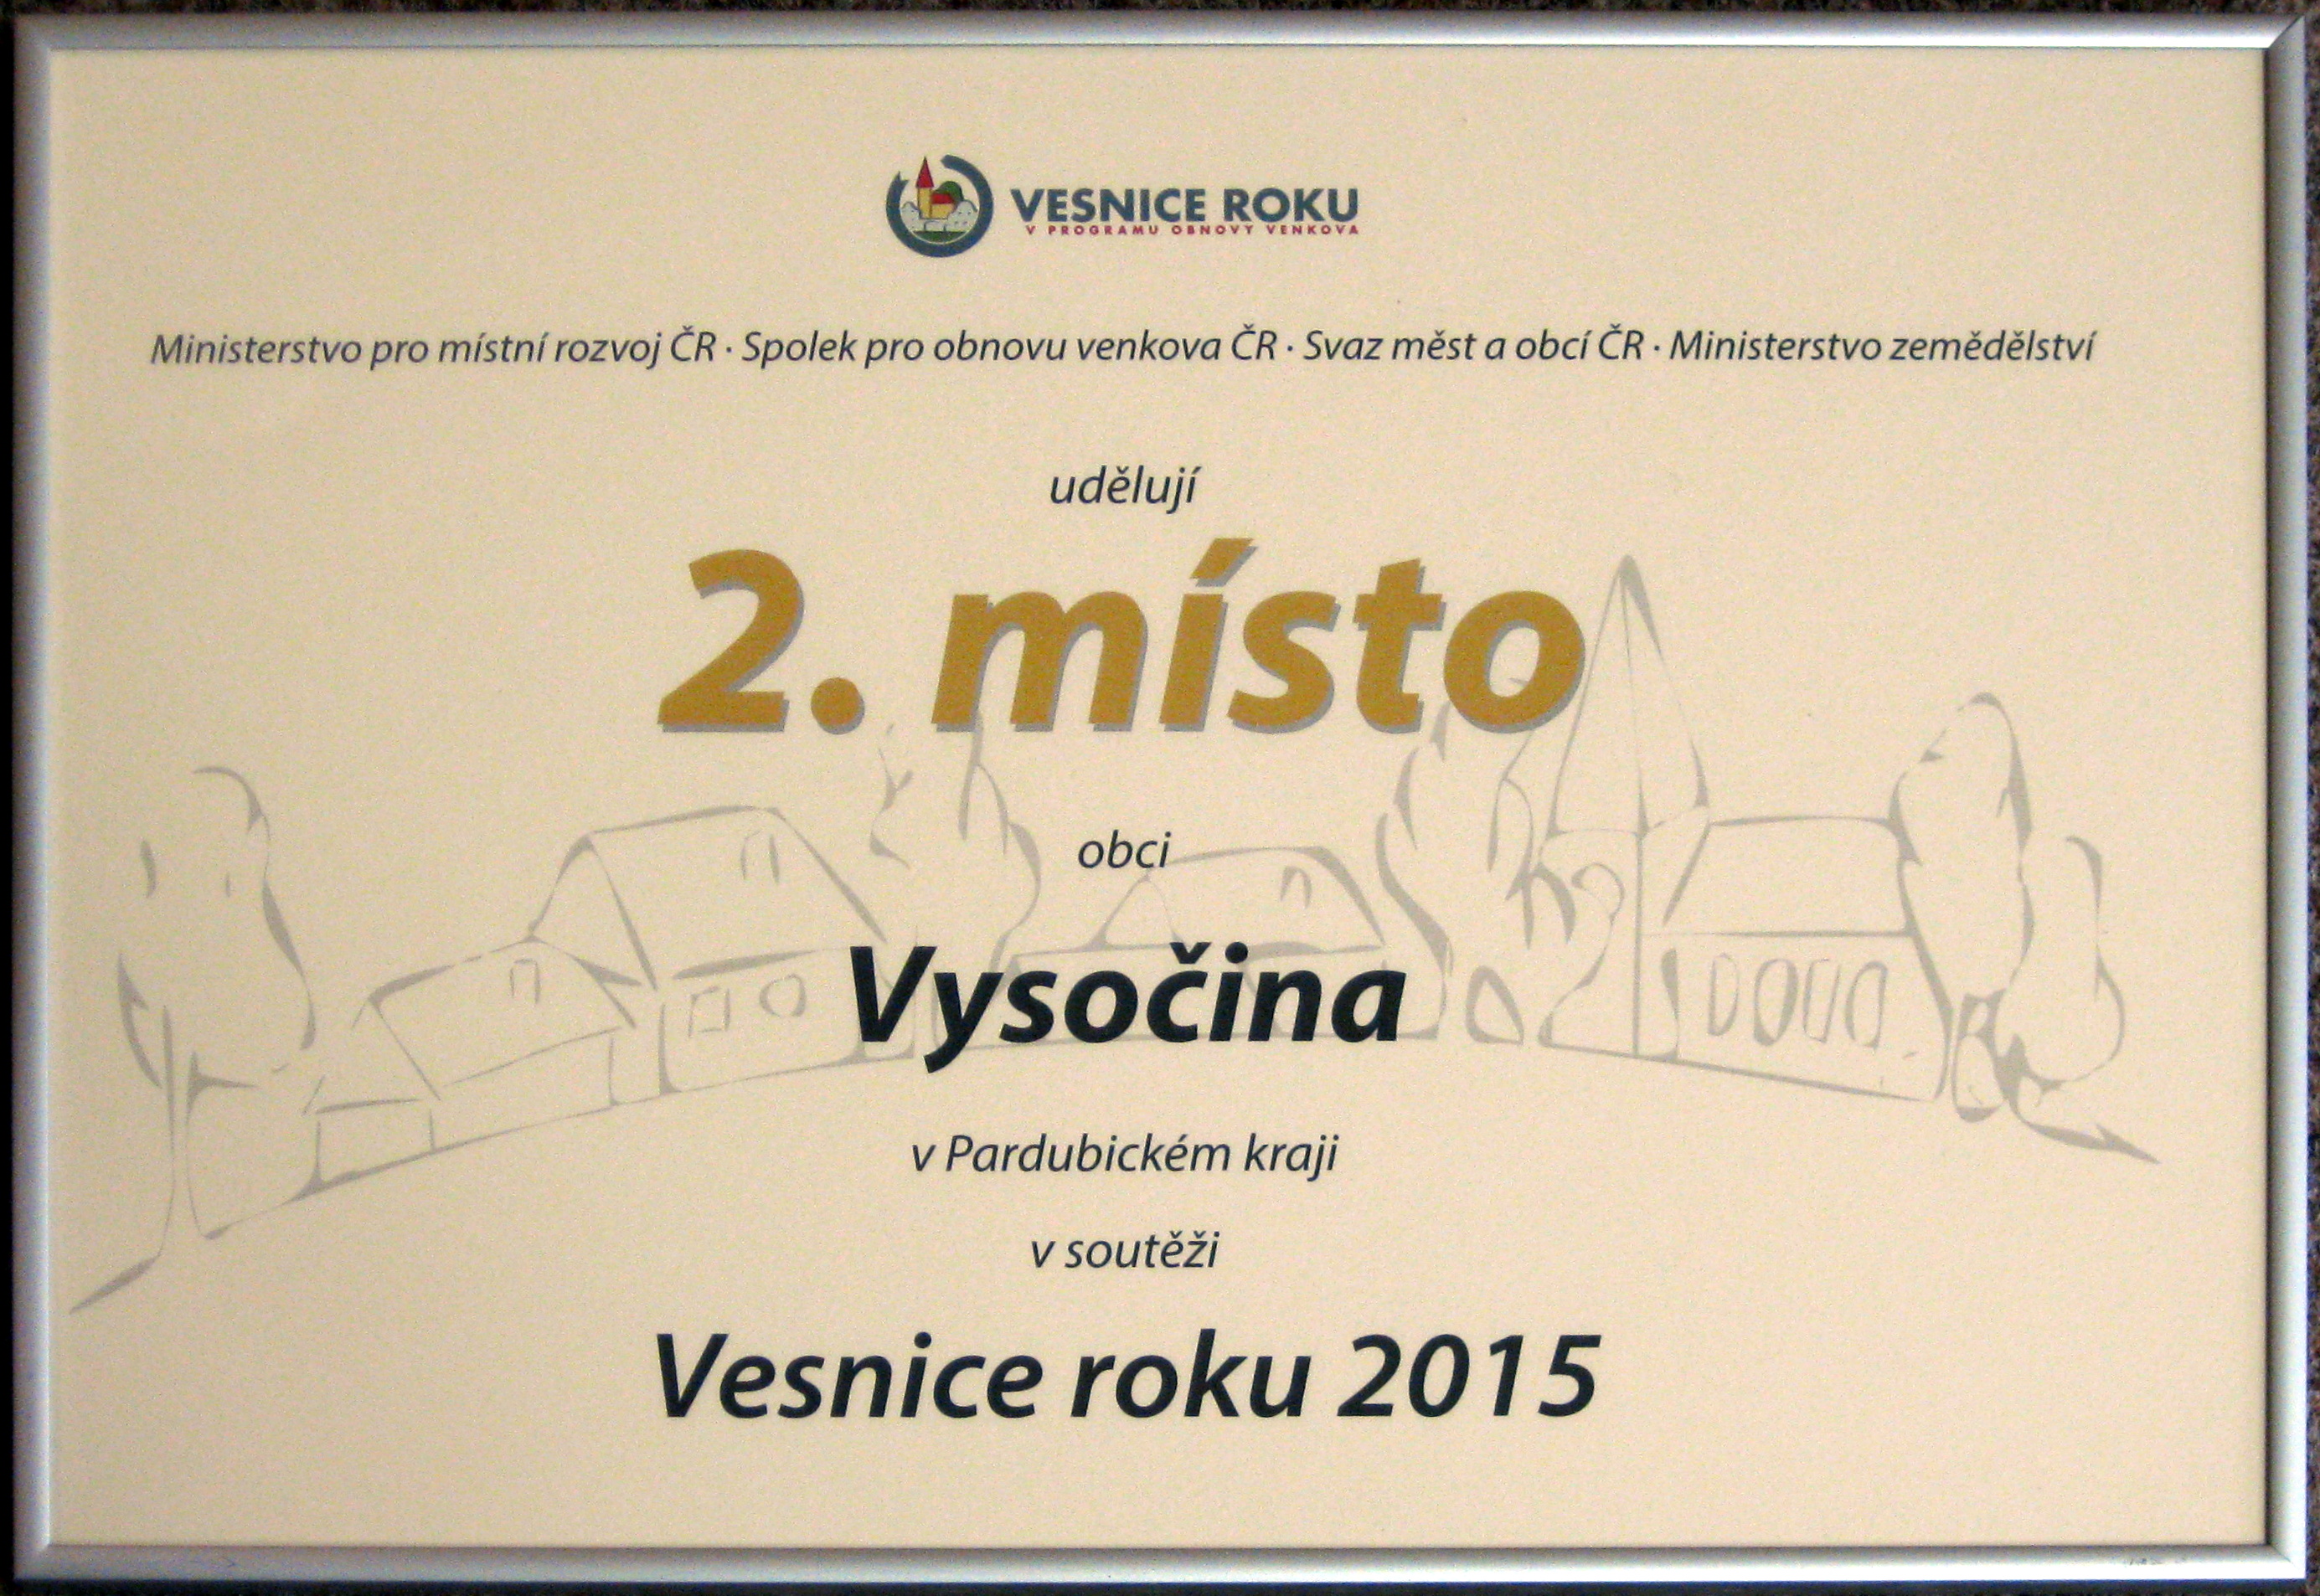 VESNICE ROKU
V PROGRAMU OBNOVY VENKOVA
Ministerstvo pro místní rozvoj ČR · Spolek pro obnovu venkova ČR · Svaz měst a obcí ČR · Ministerstvo zemědělství
udělují
2. místo
obci
Vysočina
v Pardubickém kraji
v soutěži
Vesnice roku 2015